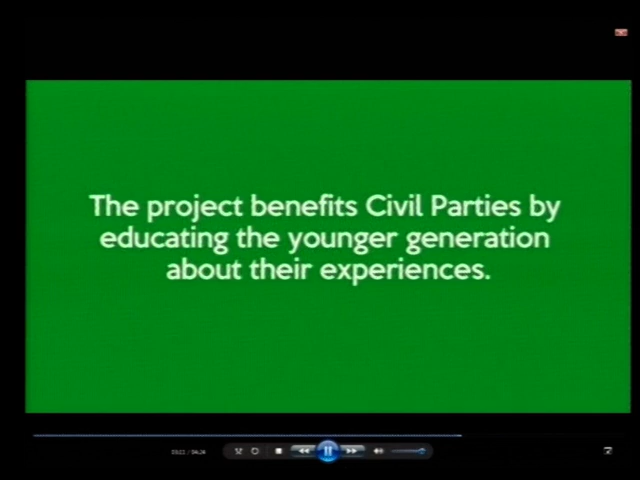 The project benefits Civil Parties by
educating the younger generation
about their experiences.